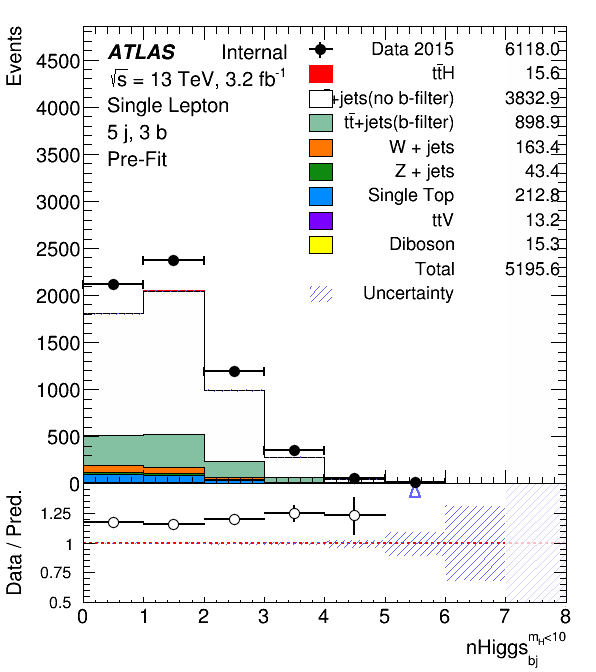 Events
4500
4000
3500
3000
2500
2000
1500
1000
500
0
ATLAS Internal
√s = 13 TeV, 3.2 fb⁻¹
Single Lepton
5 j, 3 b
Pre-Fit
Data 2015 6118.0
tt̄H 15.6
+jets(no b-filter) 3832.9
tt̄+jets(b-filter) 898.9
W + jets 163.4
Z + jets 43.4
Single Top 212.8
ttV 13.2
Diboson 15.3
Total 5195.6
Uncertainty
Data / Pred.
1.25
1
0.75
0.5
0 1 2 3 4 5 6 7 8
nHiggs_bj^m_H<10